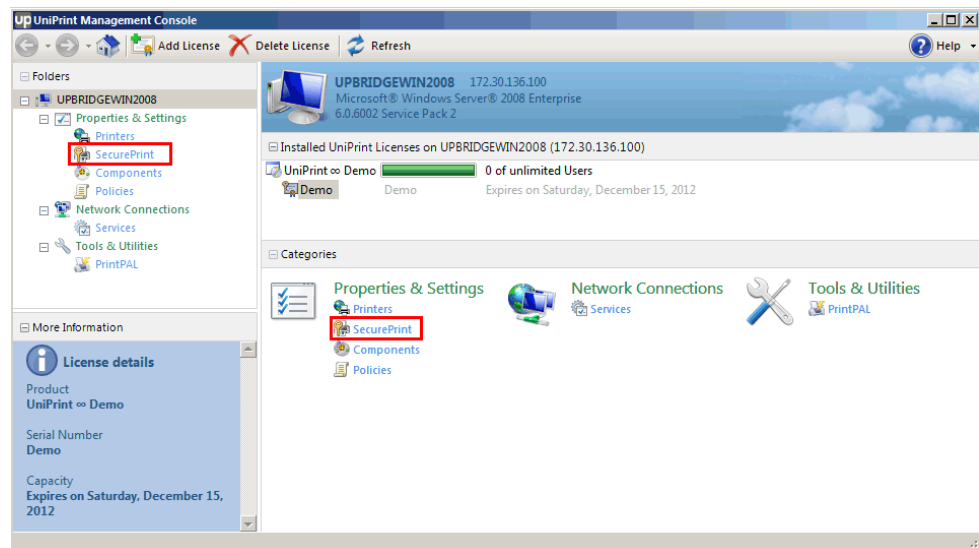 UP UniPrint Management Console
Add License Delete License Refresh Help
Folders
UPBRIDGEWIN2008
Properties & Settings
Printers
SecurePrint
Components
Policies
Network Connections
Services
Tools & Utilities
PrintPAL
More Information
License details
Product
UniPrint ∞ Demo
Serial Number
Demo
Capacity
Expires on Saturday, December 15,
2012
UPBRIDGEWIN2008 172.30.136.100
Microsoft® Windows Server® 2008 Enterprise
6.0.6002 Service Pack 2
Installed UniPrint Licenses on UPBRIDGEWIN2008 (172.30.136.100)
UniPrint ∞ Demo 0 of unlimited Users
Demo Demo Expires on Saturday, December 15, 2012
Categories
Properties & Settings
Printers
SecurePrint
Components
Policies
Network Connections
Services
Tools & Utilities
PrintPAL